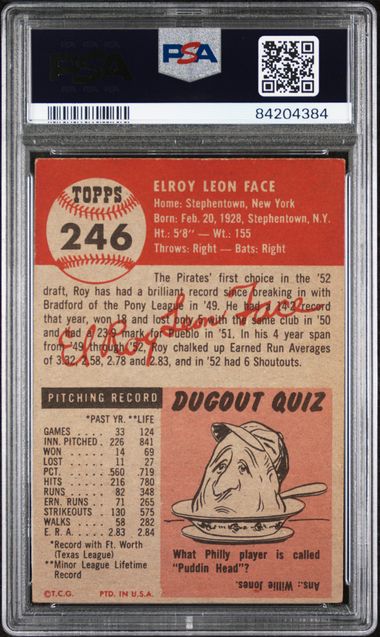 PSA
PSA
84204384
TOPPS
246
ELROY LEON FACE
Home: Stephentown, New York
Born: Feb. 20, 1928, Stephentown, N.Y.
Ht.: 5'8" — Wt.: 155
Throws: Right — Bats: Right
The Pirates' first choice in the '52
draft, Roy has had a brilliant record since breaking in with
Bradford of the Pony League in '49. He had a 14-2 record
that year, won 18 and lost only 5 with the same club in '50
and had a 23-9 mark to Pueblo in '51. In his 4 year span
from '49 through '52, Roy chalked up Earned Run Averages
of 3.32, 2.58, 2.78 and 2.83, and in '52 had 6 Shoutouts.
ElRoy Leon Face
PITCHING RECORD
*PAST YR. **LIFE
GAMES 33 124
INN. PITCHED 226 841
WON 14 69
LOST 11 27
PCT. .560 .719
HITS 216 780
RUNS 82 348
ERN. RUNS 71 265
STRIKEOUTS 130 575
WALKS 58 282
E. R. A. 2.83 2.84
*Record with Ft. Worth
(Texas League)
**Minor League Lifetime
Record
©T.C.G. PTD. IN U.S.A.
DUGOUT QUIZ
What Philly player is called
"Puddin Head"?
Ans.: Willie Jones.